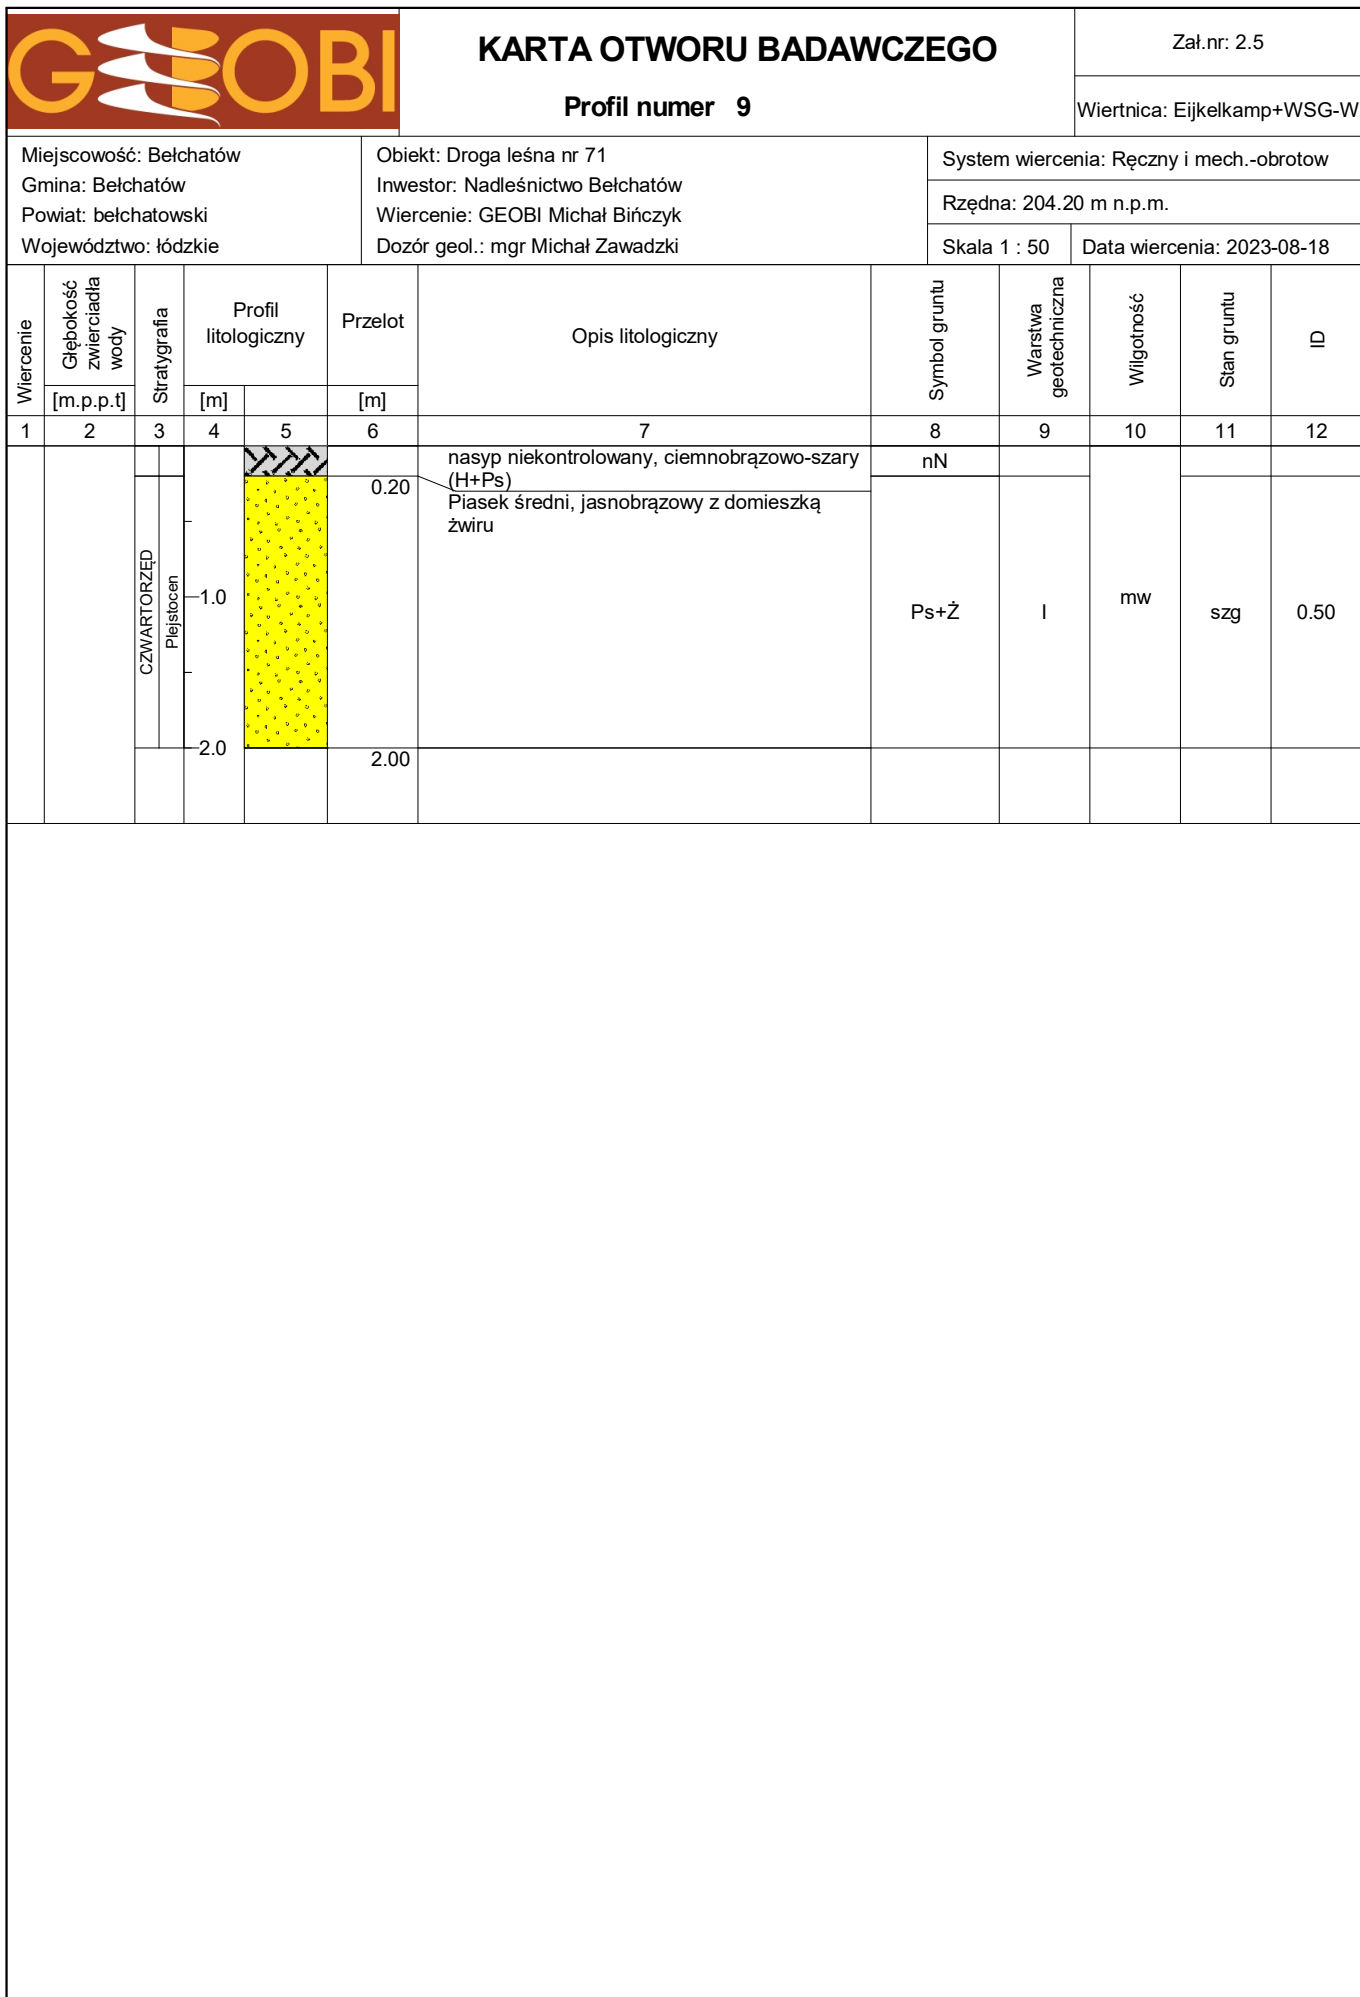 GEOBI
KARTA OTWORU BADAWCZEGO
Profil numer 9
Zał.nr: 2.5
Wiertnica: Eijkelkamp+WSG-W
Miejscowość: Bełchatów
Gmina: Bełchatów
Powiat: bełchatowski
Województwo: łódzkie
Obiekt: Droga leśna nr 71
Inwestor: Nadleśnictwo Bełchatów
Wiercenie: GEOBI Michał Bińczyk
Dozór geol.: mgr Michał Zawadzki
System wiercenia: Ręczny i mech.-obrotow
Rzędna: 204.20 m n.p.m.
Skala 1 : 50
Data wiercenia: 2023-08-18
Wiercenie
Głębokość
zwierciadła
wody
[m.p.p.t]
Stratygrafia
Profil
litologiczny
[m]
Przelot
[m]
Opis litologiczny
Symbol gruntu
Warstwa
geotechniczna
Wilgotność
Stan gruntu
ID
1 2 3 4 5 6 7 8 9 10 11 12
nasyp niekontrolowany, ciemnobrązowo-szary
(H+Ps)
nN
0.20
Piasek średni, jasnobrązowy z domieszką
żwiru
CZWARTORZĘD
Plejstocen
1.0
Ps+Ż
I
mw
szg
0.50
2.0
2.00